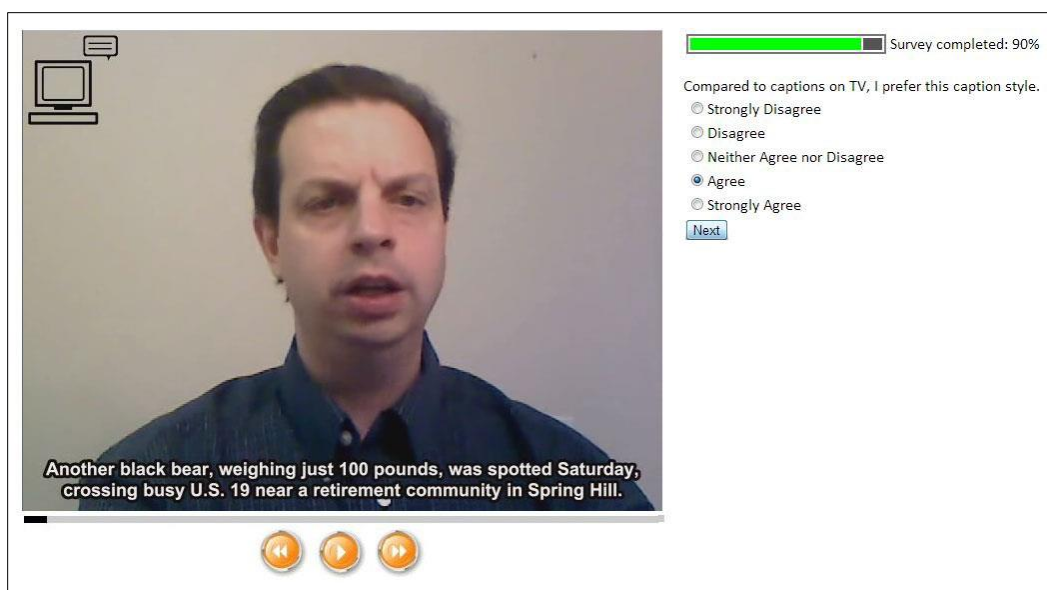 Survey completed: 90%
Compared to captions on TV, I prefer this caption style.
Strongly Disagree
Disagree
Neither Agree nor Disagree
Agree
Strongly Agree
Next
Another black bear, weighing just 100 pounds, was spotted Saturday,
crossing busy U.S. 19 near a retirement community in Spring Hill.